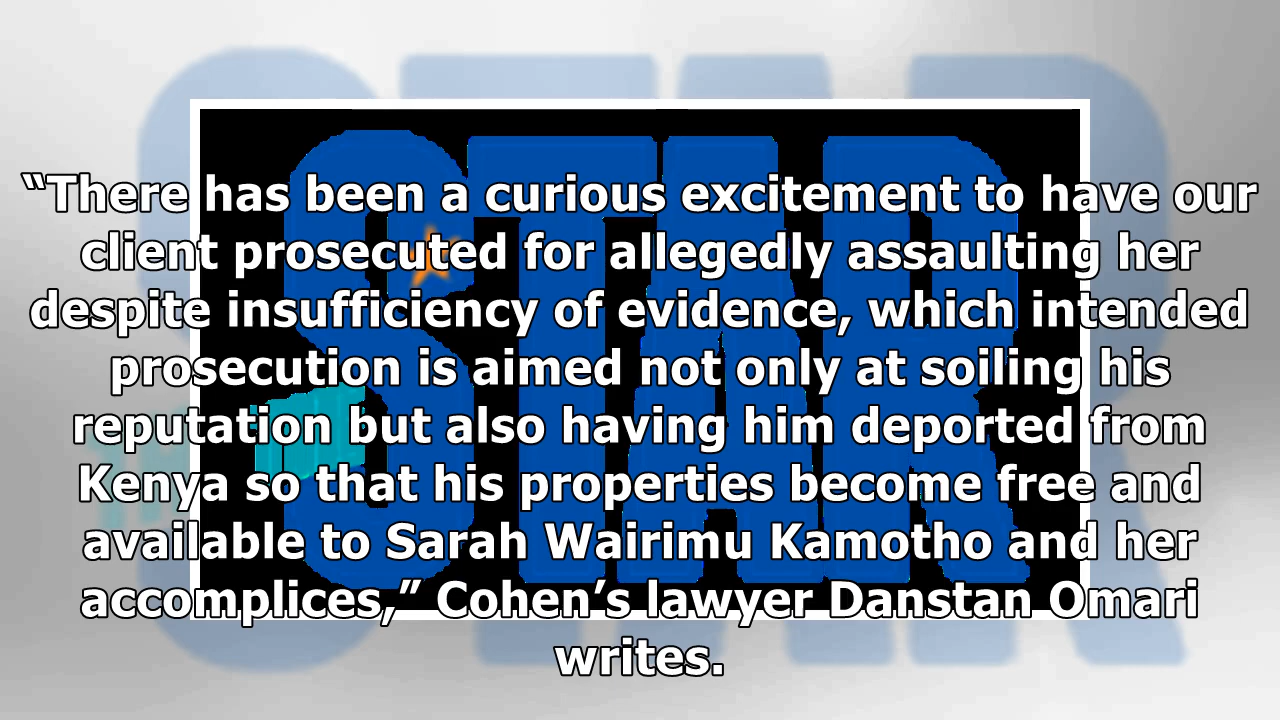 STAR
“There has been a curious excitement to have our
client prosecuted for allegedly assaulting her
despite insufficiency of evidence, which intended
prosecution is aimed not only at soiling his
reputation but also having him deported from
Kenya so that his properties become free and
available to Sarah Wairimu Kamotho and her
accomplices,” Cohen’s lawyer Danstan Omari
writes.